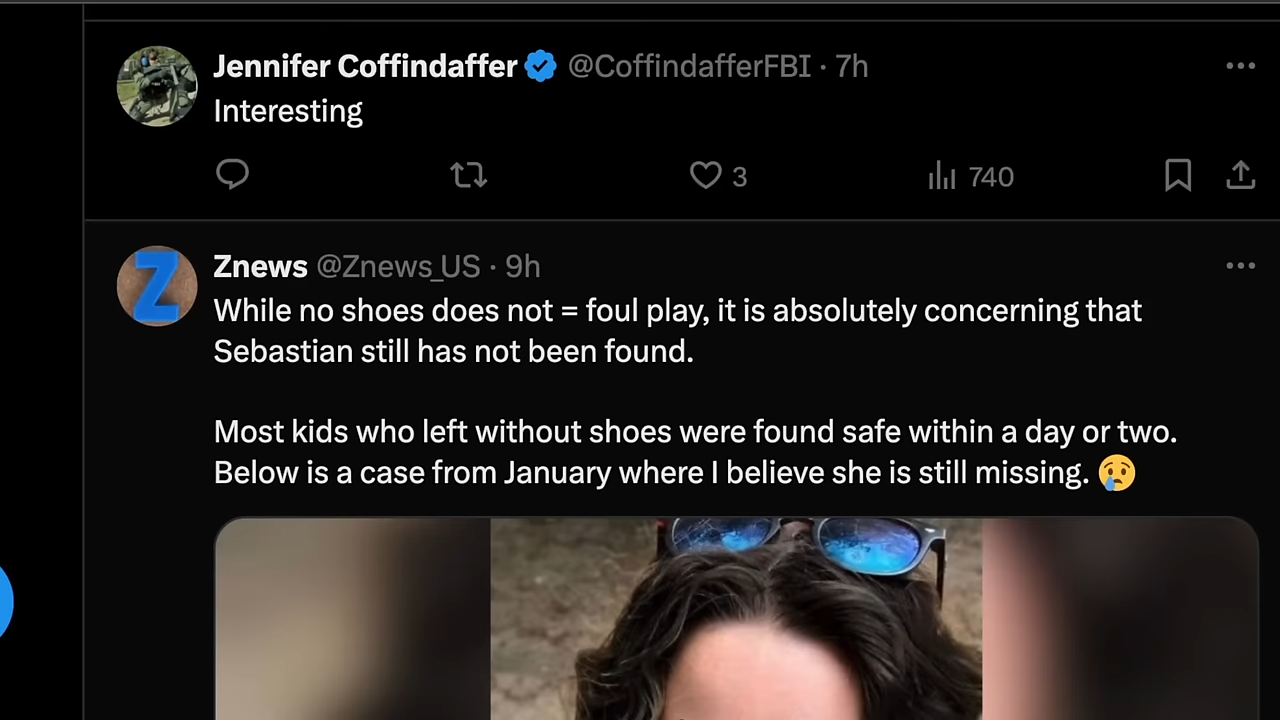 Jennifer Coffindaffer @CoffindafferFBI · 7h
Interesting
3 740
Z
Znews @Znews_US · 9h
While no shoes does not = foul play, it is absolutely concerning that
Sebastian still has not been found.
Most kids who left without shoes were found safe within a day or two.
Below is a case from January where I believe she is still missing. 😢